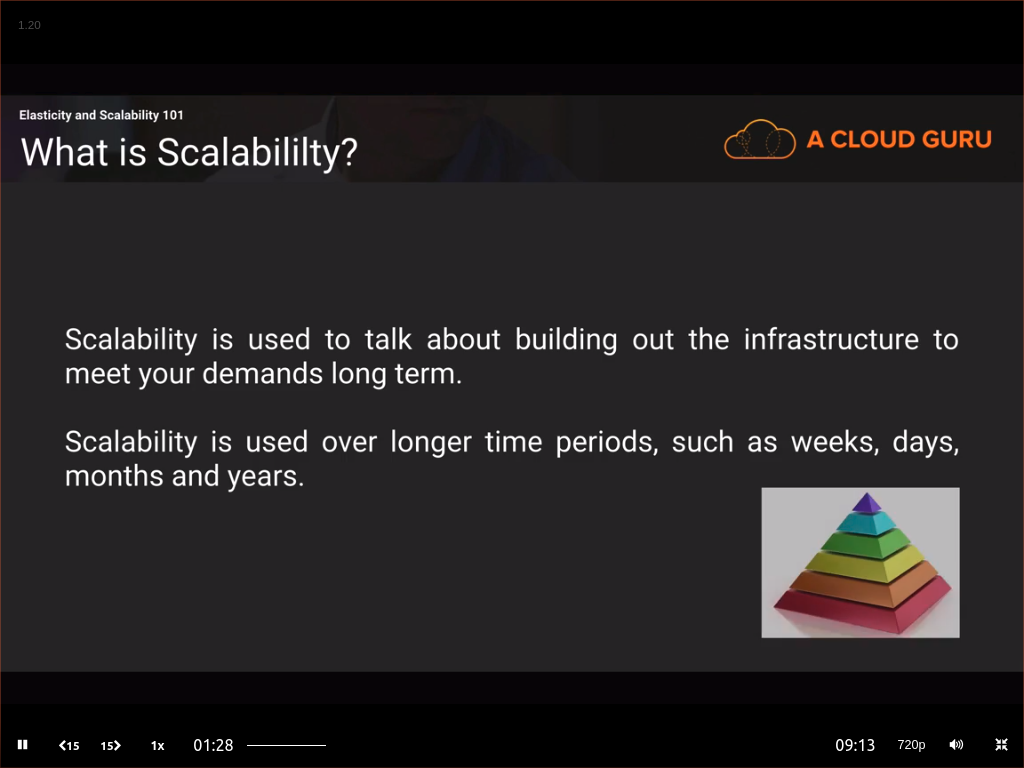 1.20
Elasticity and Scalability 101
What is Scalabililty?
A CLOUD GURU
Scalability is used to talk about building out the infrastructure to
meet your demands long term.
Scalability is used over longer time periods, such as weeks, days,
months and years.
15
15
1x
01:28
09:13
720p